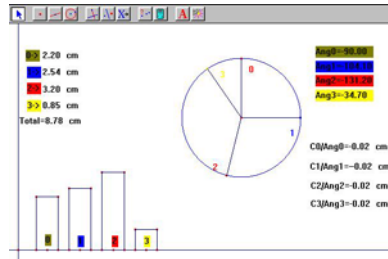 A
0-> 2.20 cm
2.54 cm
2-> 3.20 cm
3-> 0.85 cm
Total=8.78 cm
0
1
2
3
Ang0=-90.00
Ang2=-131.20
Ang3=-34.70
C0/Ang0=-0.02 cm
C1/Ang1=-0.02 cm
C2/Ang2=-0.02 cm
C3/Ang3=-0.02 cm
0
1
2
3